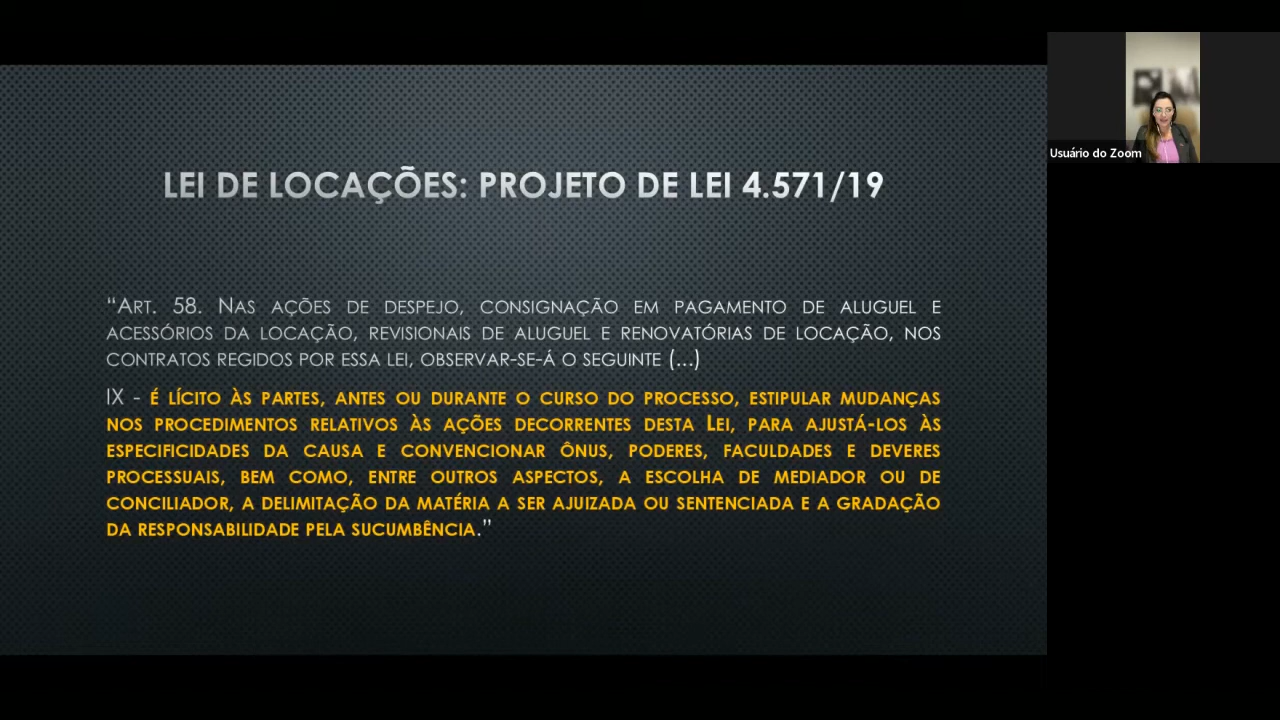 LEI DE LOCAÇÕES: PROJETO DE LEI 4.571/19
“ART. 58. NAS AÇÕES DE DESPEJO, CONSIGNAÇÃO EM PAGAMENTO DE ALUGUEL E
ACESSÓRIOS DA LOCAÇÃO, REVISIONAIS DE ALUGUEL E RENOVATÓRIAS DE LOCAÇÃO, NOS
CONTRATOS REGIDOS POR ESSA LEI, OBSERVAR-SE-Á O SEGUINTE (...)
IX - É LÍCITO ÀS PARTES, ANTES OU DURANTE O CURSO DO PROCESSO, ESTIPULAR MUDANÇAS
NOS PROCEDIMENTOS RELATIVOS ÀS AÇÕES DECORRENTES DESTA LEI, PARA AJUSTÁ-LOS ÀS
ESPECIFICIDADES DA CAUSA E CONVENCIONAR ÔNUS, PODERES, FACULDADES E DEVERES
PROCESSUAIS, BEM COMO, ENTRE OUTROS ASPECTOS, A ESCOLHA DE MEDIADOR OU DE
CONCILIADOR, A DELIMITAÇÃO DA MATÉRIA A SER AJUIZADA OU SENTENCIADA E A GRADAÇÃO
DA RESPONSABILIDADE PELA SUCUMBÊNCIA.”
Usuário do Zoom